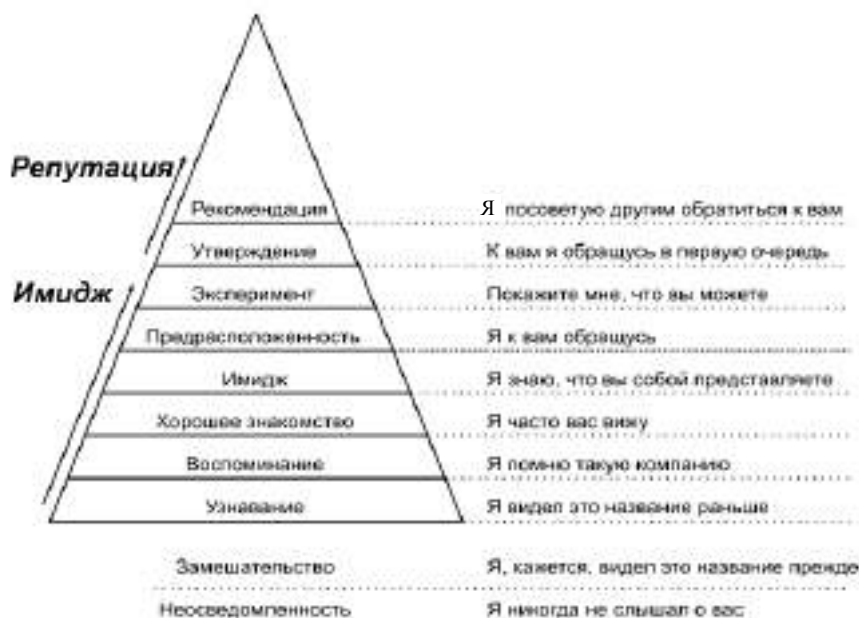 Репутация
Рекомендация Я посоветую другим обратиться к вам
Утверждение К вам я обращусь в первую очередь
Имидж
Эксперимент Покажите мне, что вы можете
Предрасположенность Я к вам обращусь
Имидж Я знаю, что вы собой представляете
Хорошее знакомство Я часто вас вижу
Воспоминание Я помню такую компанию
Узнавание Я видел это название раньше
Замешательство Я, кажется, видел это название прежде
Неосведомленность Я никогда не слышал о вас